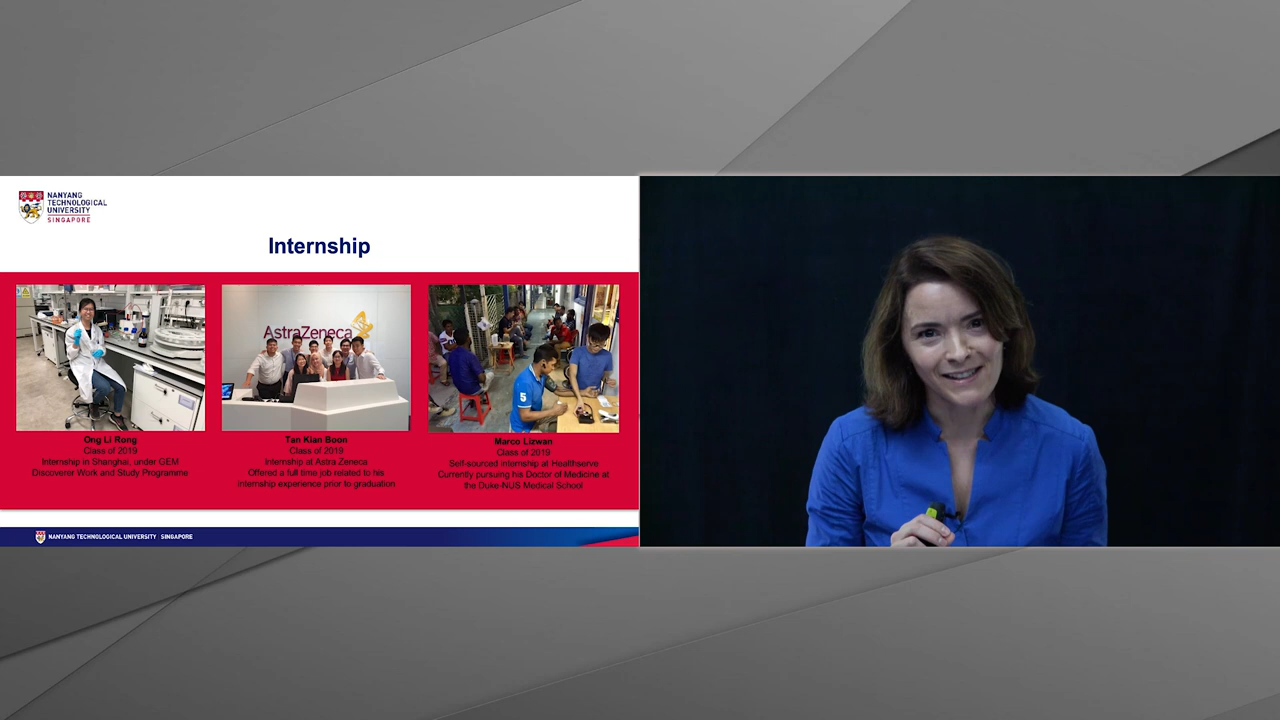 NANYANG
TECHNOLOGICAL
UNIVERSITY
SINGAPORE
Internship
AstraZeneca
5
Ong Li Rong
Class of 2019
Internship in Shanghai, under GEM
Discoverer Work and Study Programme
Tan Kian Boon
Class of 2019
Internship at Astra Zeneca
Offered a full time job related to his
internship experience prior to graduation
Marco Lizwan
Class of 2019
Self-sourced internship at Healthserve
Currently pursuing his Doctor of Medicine at
the Duke-NUS Medical School
NANYANG TECHNOLOGICAL UNIVERSITY | SINGAPORE